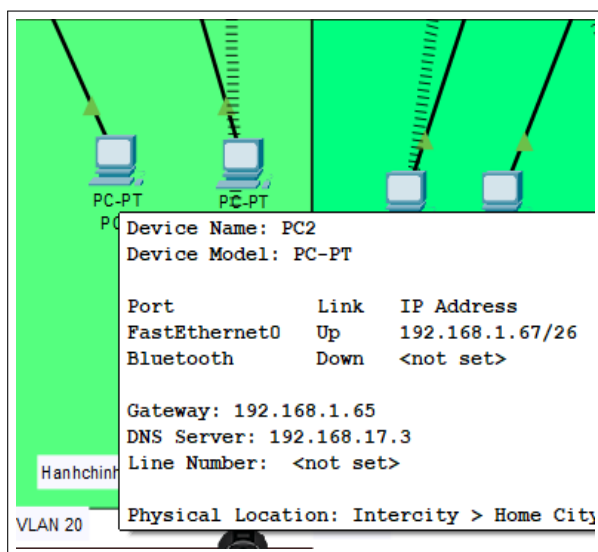 PC-PT
PC-PT
PC
Device Name: PC2
Device Model: PC-PT
Port Link IP Address
FastEthernet0 Up 192.168.1.67/26
Bluetooth Down <not set>
Gateway: 192.168.1.65
DNS Server: 192.168.17.3
Line Number: <not set>
Physical Location: Intercity > Home City
Hanhchinh
VLAN 20